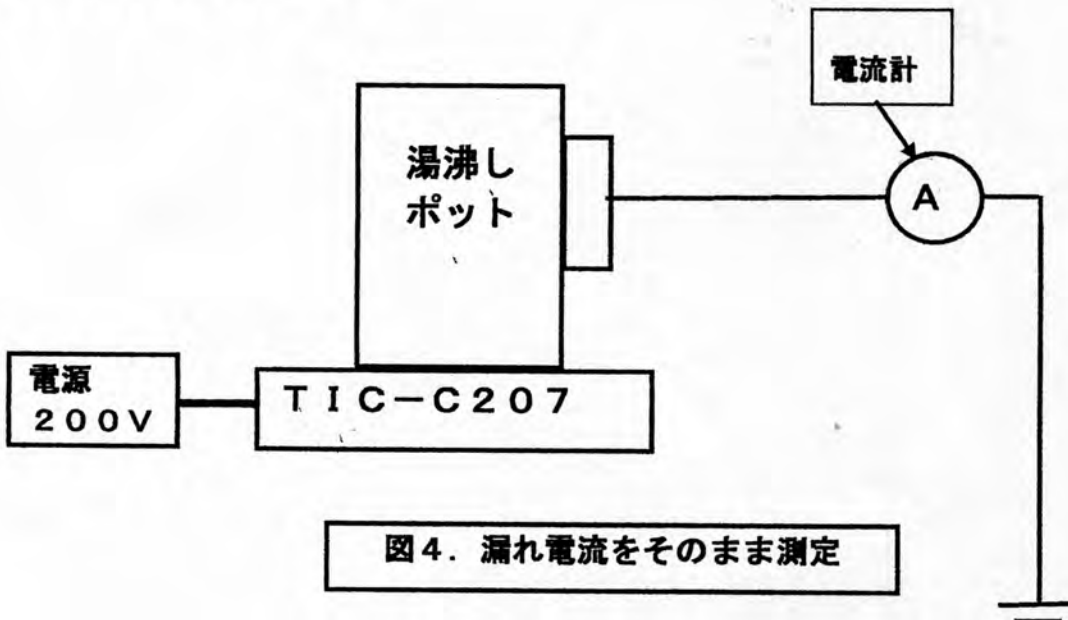 電流計
A
湯沸し
ポット
電源
200V
TIC-C207
図4.漏れ電流をそのまま測定